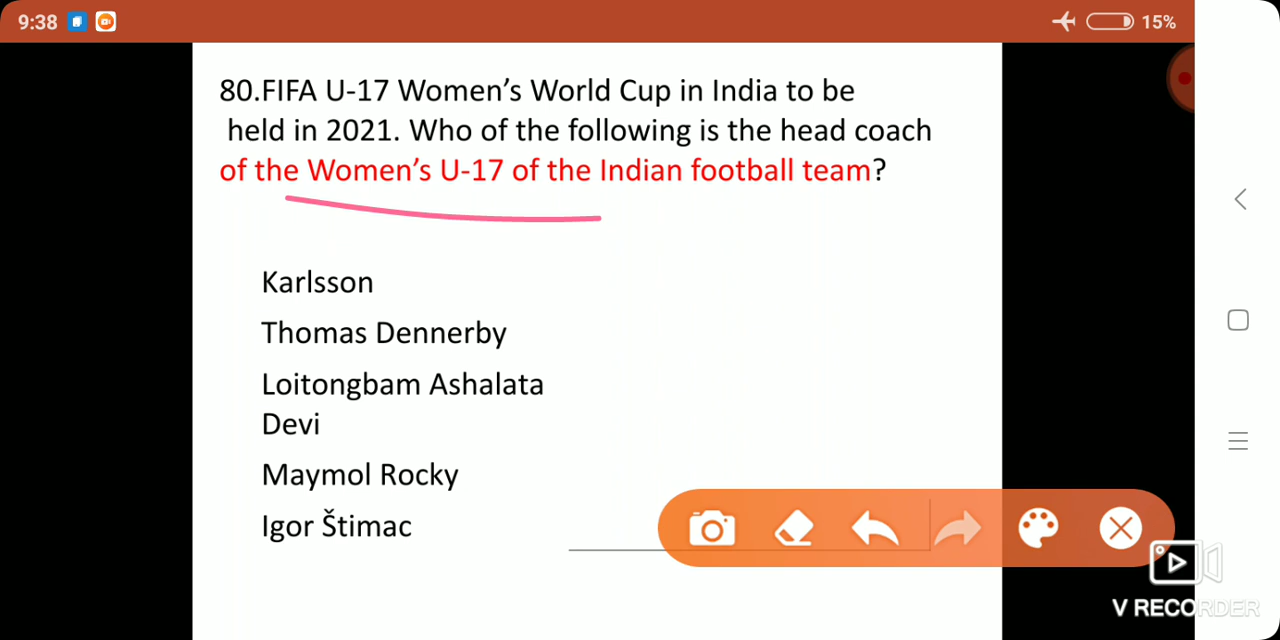 9:38
15%
80.FIFA U-17 Women's World Cup in India to be
held in 2021. Who of the following is the head coach
of the Women's U-17 of the Indian football team?
Karlsson
Thomas Dennerby
Loitongbam Ashalata
Devi
Maymol Rocky
Igor Štimac
V RECORDER